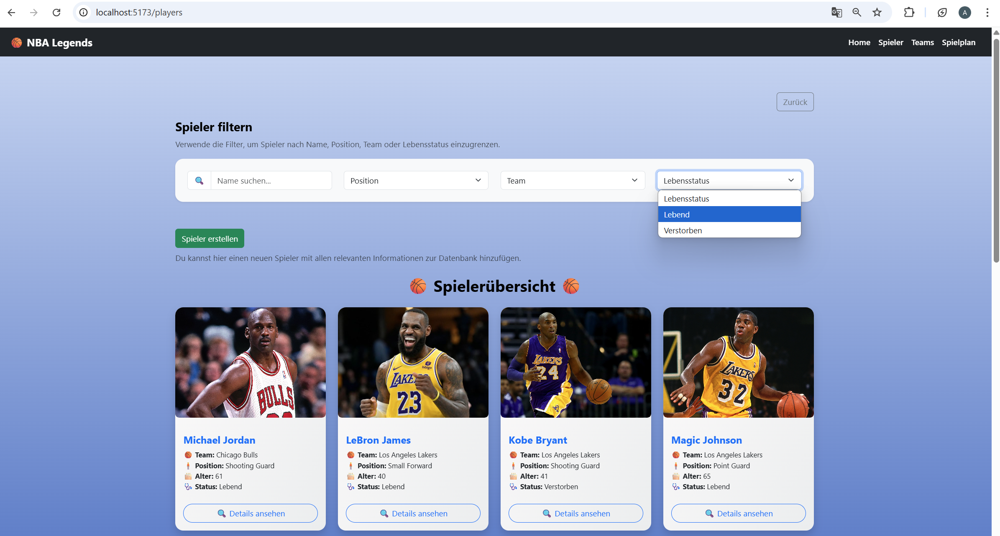 localhost:5173/players
A
NBA Legends
Home Spieler Teams Spielplan
Zurück
Spieler filtern
Verwende die Filter, um Spieler nach Name, Position, Team oder Lebensstatus einzugrenzen.
Name suchen...
Position
Team
Lebensstatus
Lebensstatus
Lebend
Verstorben
Spieler erstellen
Du kannst hier einen neuen Spieler mit allen relevanten Informationen zur Datenbank hinzufügen.
Spielerübersicht
BULLS
LAKERS
bibigo
23
LAKERS
24
LAKERS
32
Michael Jordan
Team: Chicago Bulls
Position: Shooting Guard
Alter: 61
Status: Lebend
Details ansehen
LeBron James
Team: Los Angeles Lakers
Position: Small Forward
Alter: 40
Status: Lebend
Details ansehen
Kobe Bryant
Team: Los Angeles Lakers
Position: Shooting Guard
Alter: 41
Status: Verstorben
Details ansehen
Magic Johnson
Team: Los Angeles Lakers
Position: Point Guard
Alter: 65
Status: Lebend
Details ansehen